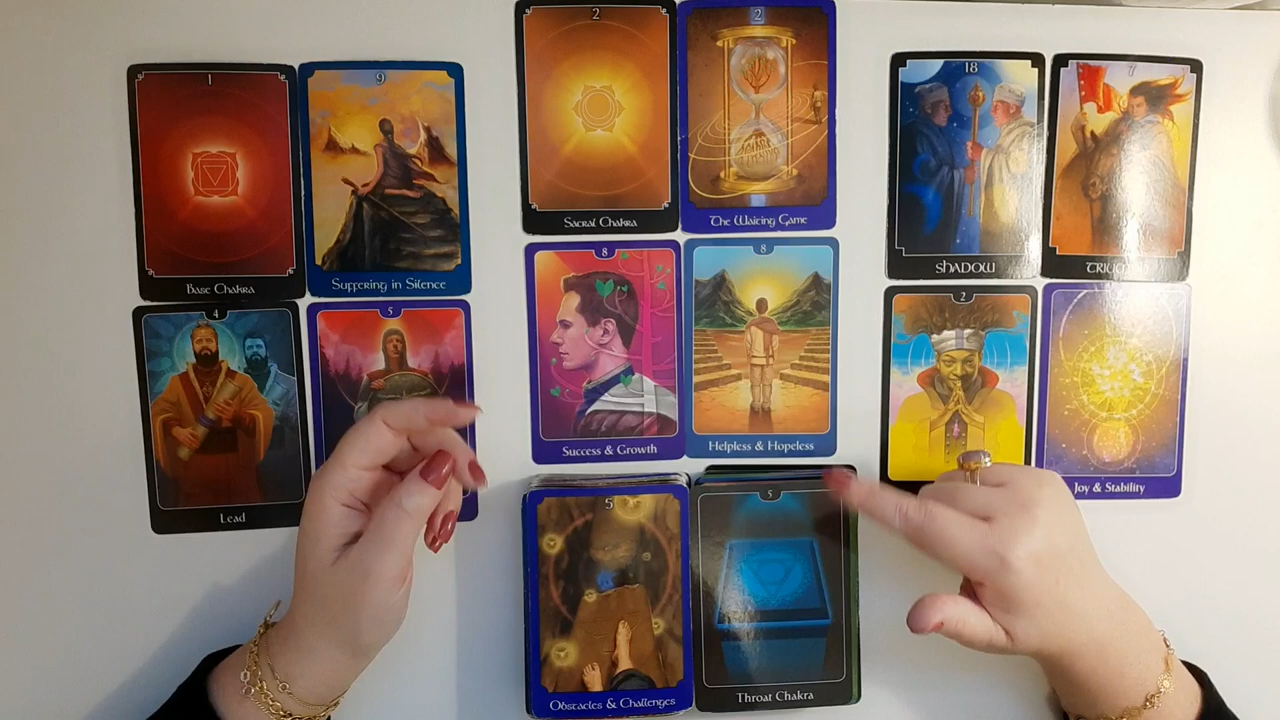 1
Base Chakra
9
Suffering in Silence
2
Sacral Chakra
2
The Waiting Game
18
SHADOW
7
4
Lead
5
8
Success & Growth
8
Helpless & Hopeless
2
Joy & Stability
5
Obstacles & Challenges
5
Throat Chakra